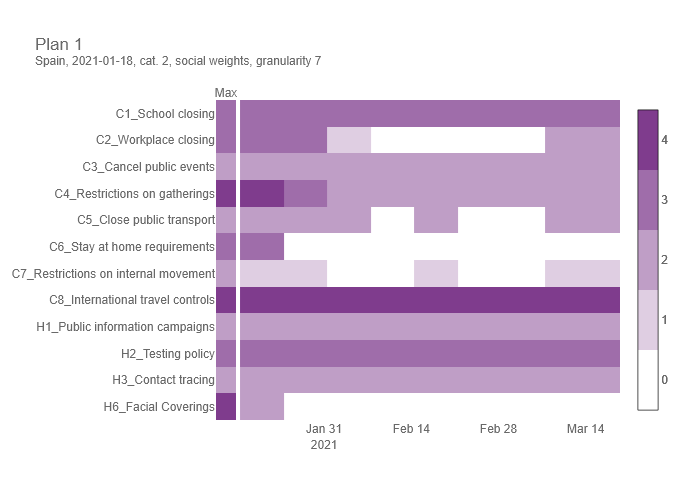 Plan 1
Spain, 2021-01-18, cat. 2, social weights, granularity 7
Max
C1_School closing
C2_Workplace closing
C3_Cancel public events
C4_Restrictions on gatherings
C5_Close public transport
C6_Stay at home requirements
C7_Restrictions on internal movement
C8_International travel controls
H1_Public information campaigns
H2_Testing policy
H3_Contact tracing
H6_Facial Coverings
4
3
2
1
0
Jan 31 Feb 14 Feb 28 Mar 14
2021